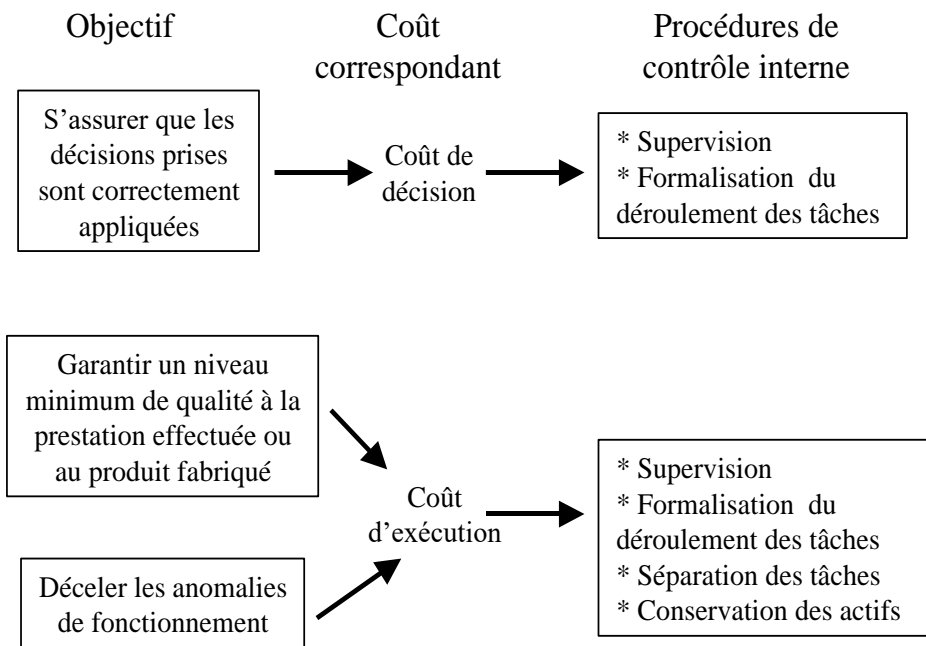 Objectif
Coût
correspondant
Procédures de
contrôle interne
S’assurer que les
décisions prises
sont correctement
appliquées
Coût de
décision
* Supervision
* Formalisation du
déroulement des tâches
Garantir un niveau
minimum de qualité à la
prestation effectuée ou
au produit fabriqué
Déceler les anomalies
de fonctionnement
Coût
d’exécution
* Supervision
* Formalisation du
déroulement des tâches
* Séparation des tâches
* Conservation des actifs